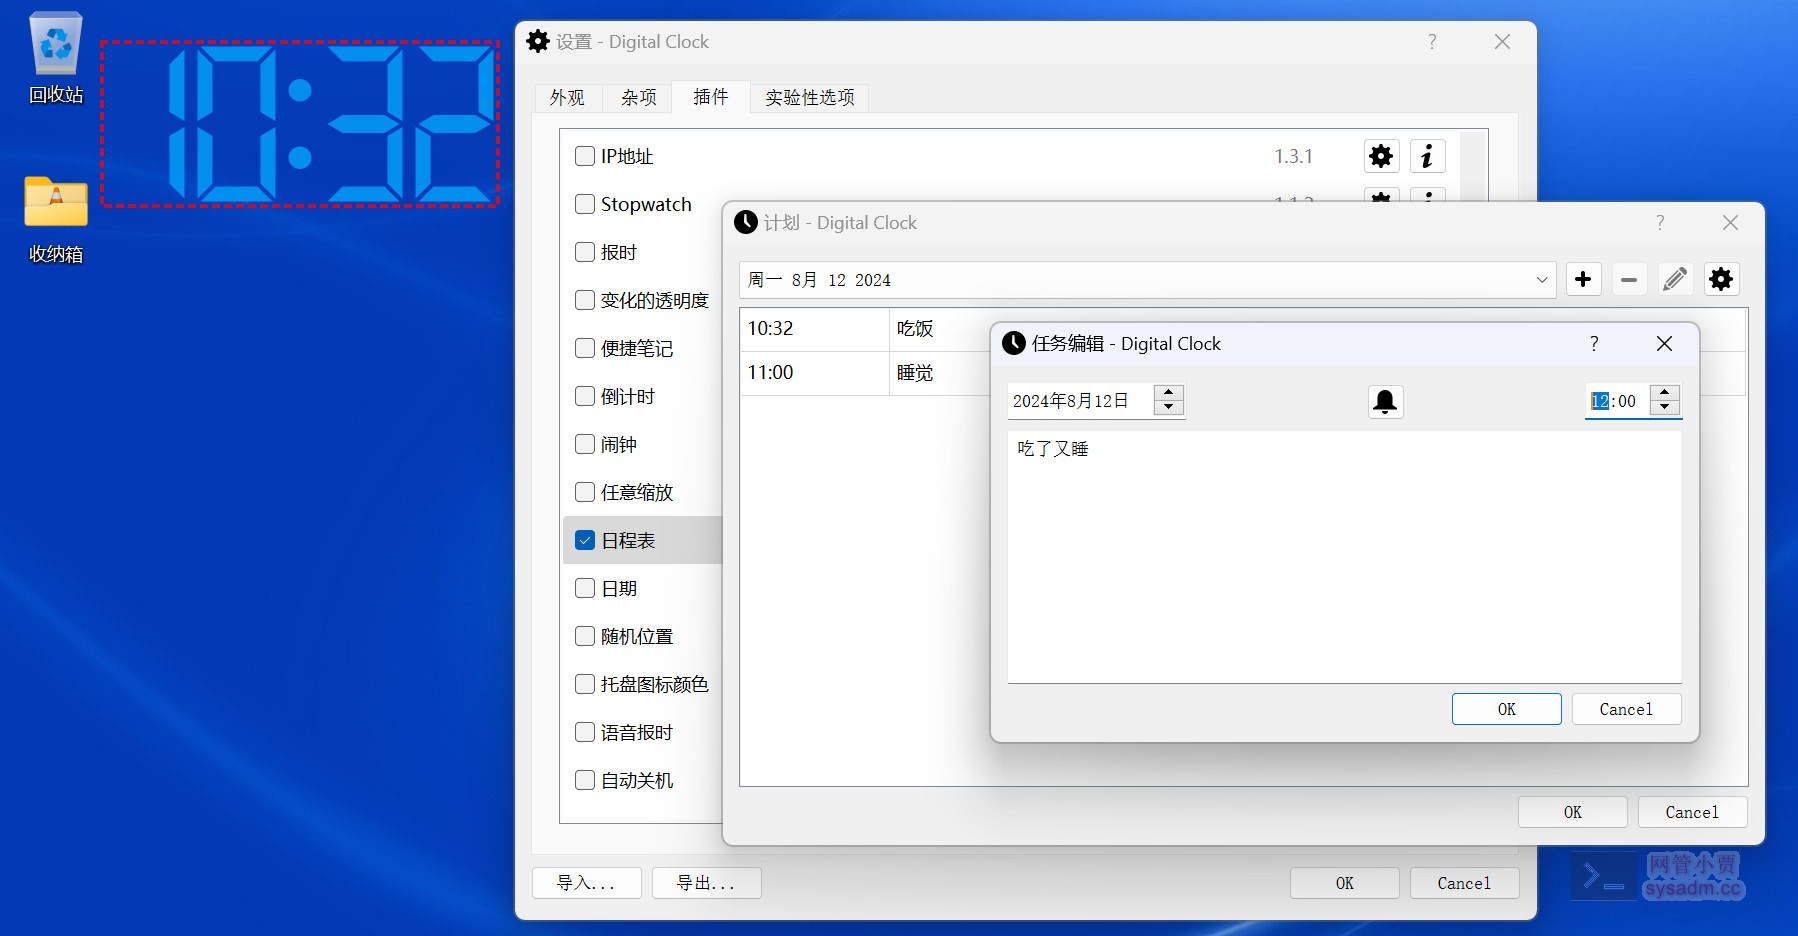 回收站
10:32
收纳箱
设置 - Digital Clock
外观 杂项 插件 实验性选项
IP地址 1.3.1
Stopwatch
报时
变化的透明度
便捷笔记
倒计时
闹钟
任意缩放
日程表
日期
随机位置
托盘图标颜色
语音报时
自动关机
导入... 导出... OK Cancel
计划 - Digital Clock
周一 8月 12 2024
10:32 吃饭
11:00 睡觉
OK Cancel
任务编辑 - Digital Clock
2024年8月12日 12:00
吃了又睡
OK Cancel
网管小贾
sysadm.cc